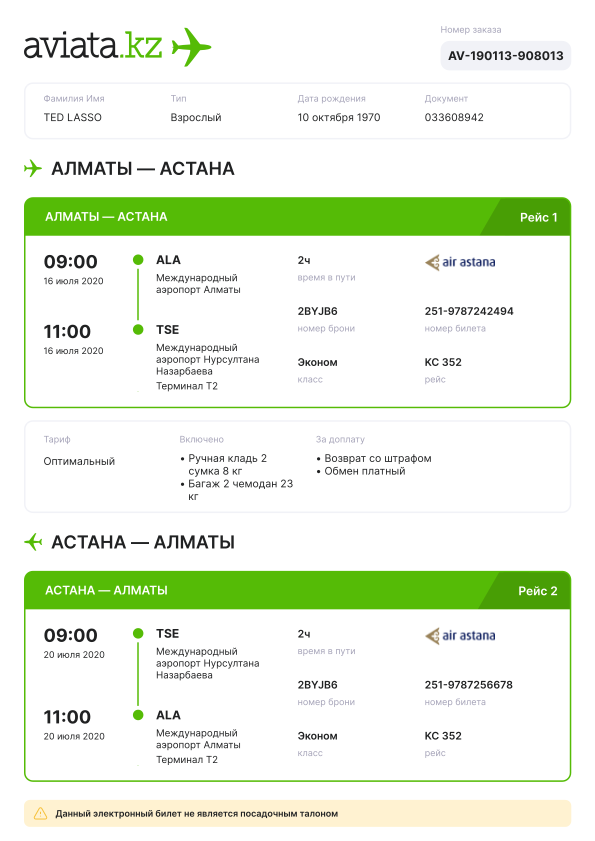 aviata.kz
Номер заказа
AV-190113-908013
Фамилия Имя
Тип
Дата рождения
Документ
TED LASSO
Взрослый
10 октября 1970
033608942
АЛМАТЫ — АСТАНА
АЛМАТЫ — АСТАНА
Рейс 1
09:00
16 июля 2020
ALA
Международный
аэропорт Алматы
2ч
время в пути
air astana
11:00
16 июля 2020
TSE
Международный
аэропорт Нурсултана
Назарбаева
Терминал T2
2BYJB6
номер брони
251-9787242494
номер билета
Эконом
класс
KC 352
рейс
Тариф
Включено
За доплату
Оптимальный
• Ручная кладь 2
сумка 8 кг
• Багаж 2 чемодан 23
кг
• Возврат со штрафом
• Обмен платный
АСТАНА — АЛМАТЫ
АСТАНА — АЛМАТЫ
Рейс 2
09:00
20 июля 2020
TSE
Международный
аэропорт Нурсултана
Назарбаева
2ч
время в пути
air astana
11:00
20 июля 2020
ALA
Международный
аэропорт Алматы
Терминал T2
2BYJB6
номер брони
251-9787256678
номер билета
Эконом
класс
KC 352
рейс
Данный электронный билет не является посадочным талоном